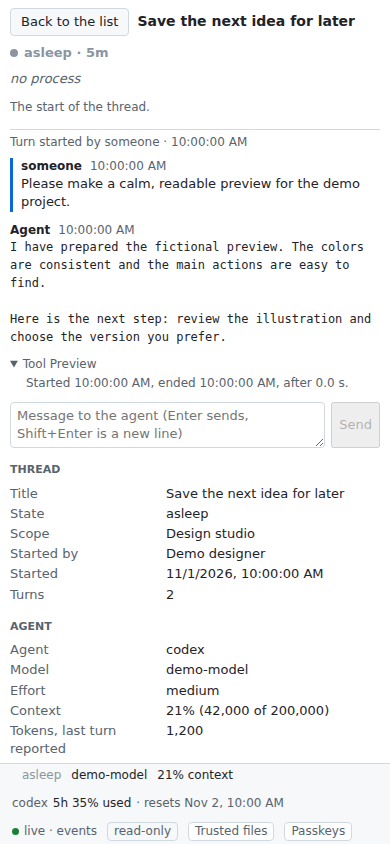 Back to the list Save the next idea for later
asleep · 5m
no process
The start of the thread.
Turn started by someone · 10:00:00 AM
someone 10:00:00 AM
Please make a calm, readable preview for the demo
project.
Agent 10:00:00 AM
I have prepared the fictional preview. The colors
are consistent and the main actions are easy to
find.
Here is the next step: review the illustration and
choose the version you prefer.
Tool Preview
Started 10:00:00 AM, ended 10:00:00 AM, after 0.0 s.
Message to the agent (Enter sends,
Shift+Enter is a new line)
Send
THREAD
Title Save the next idea for later
State asleep
Scope Design studio
Started by Demo designer
Started 11/1/2026, 10:00:00 AM
Turns 2
AGENT
Agent codex
Model demo-model
Effort medium
Context 21% (42,000 of 200,000)
Tokens, last turn 1,200
reported
asleep demo-model 21% context
codex 5h 35% used · resets Nov 2, 10:00 AM
live · events read-only Trusted files Passkeys